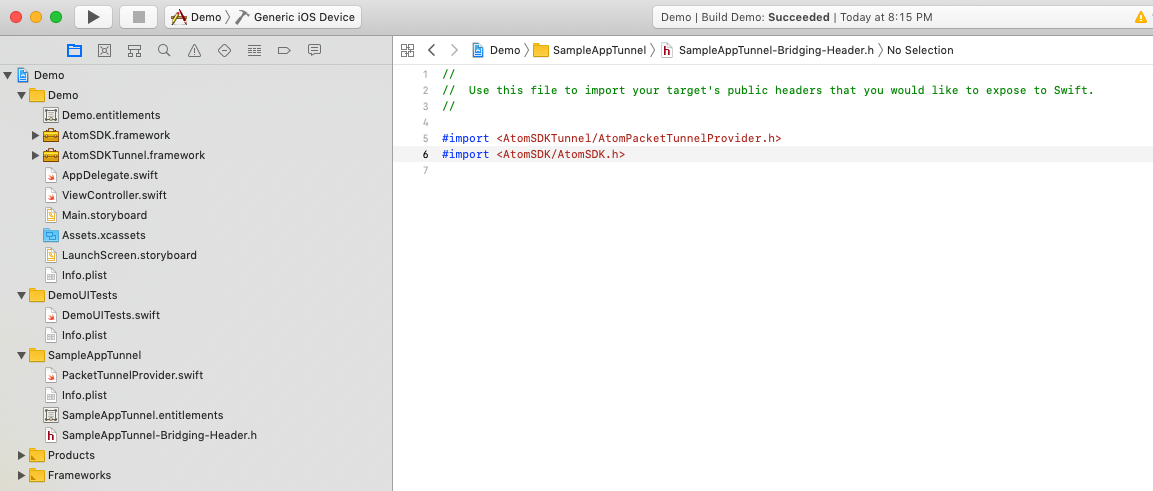 Demo
Generic iOS Device
Demo | Build Demo: Succeeded | Today at 8:15 PM
Demo
Demo
Demo.entitlements
AtomSDK.framework
AtomSDKTunnel.framework
AppDelegate.swift
ViewController.swift
Main.storyboard
Assets.xcassets
LaunchScreen.storyboard
Info.plist
DemoUITests
DemoUITests.swift
Info.plist
SampleAppTunnel
PacketTunnelProvider.swift
Info.plist
SampleAppTunnel.entitlements
h SampleAppTunnel-Bridging-Header.h
Products
Frameworks
Demo SampleAppTunnel h SampleAppTunnel-Bridging-Header.h No Selection
1 //
2 //  Use this file to import your target's public headers that you would like to expose to Swift.
3 //
4
5 #import <AtomSDKTunnel/AtomPacketTunnelProvider.h>
6 #import <AtomSDK/AtomSDK.h>
7